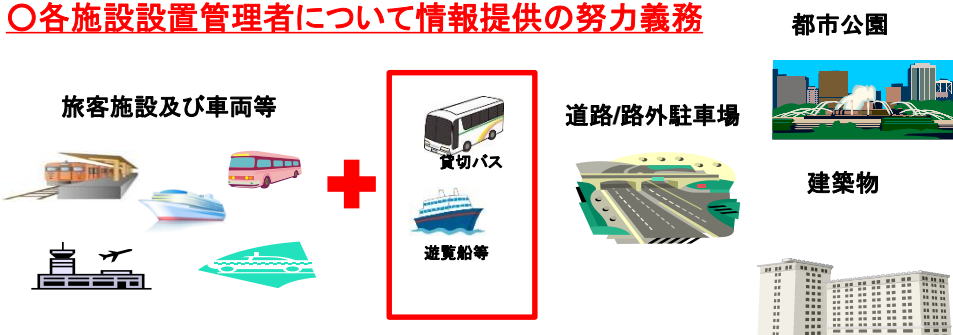 〇各施設設置管理者について情報提供の努力義務
都市公園
旅客施設及び車両等
道路/路外駐車場
貸切バス
建築物
遊覧船等